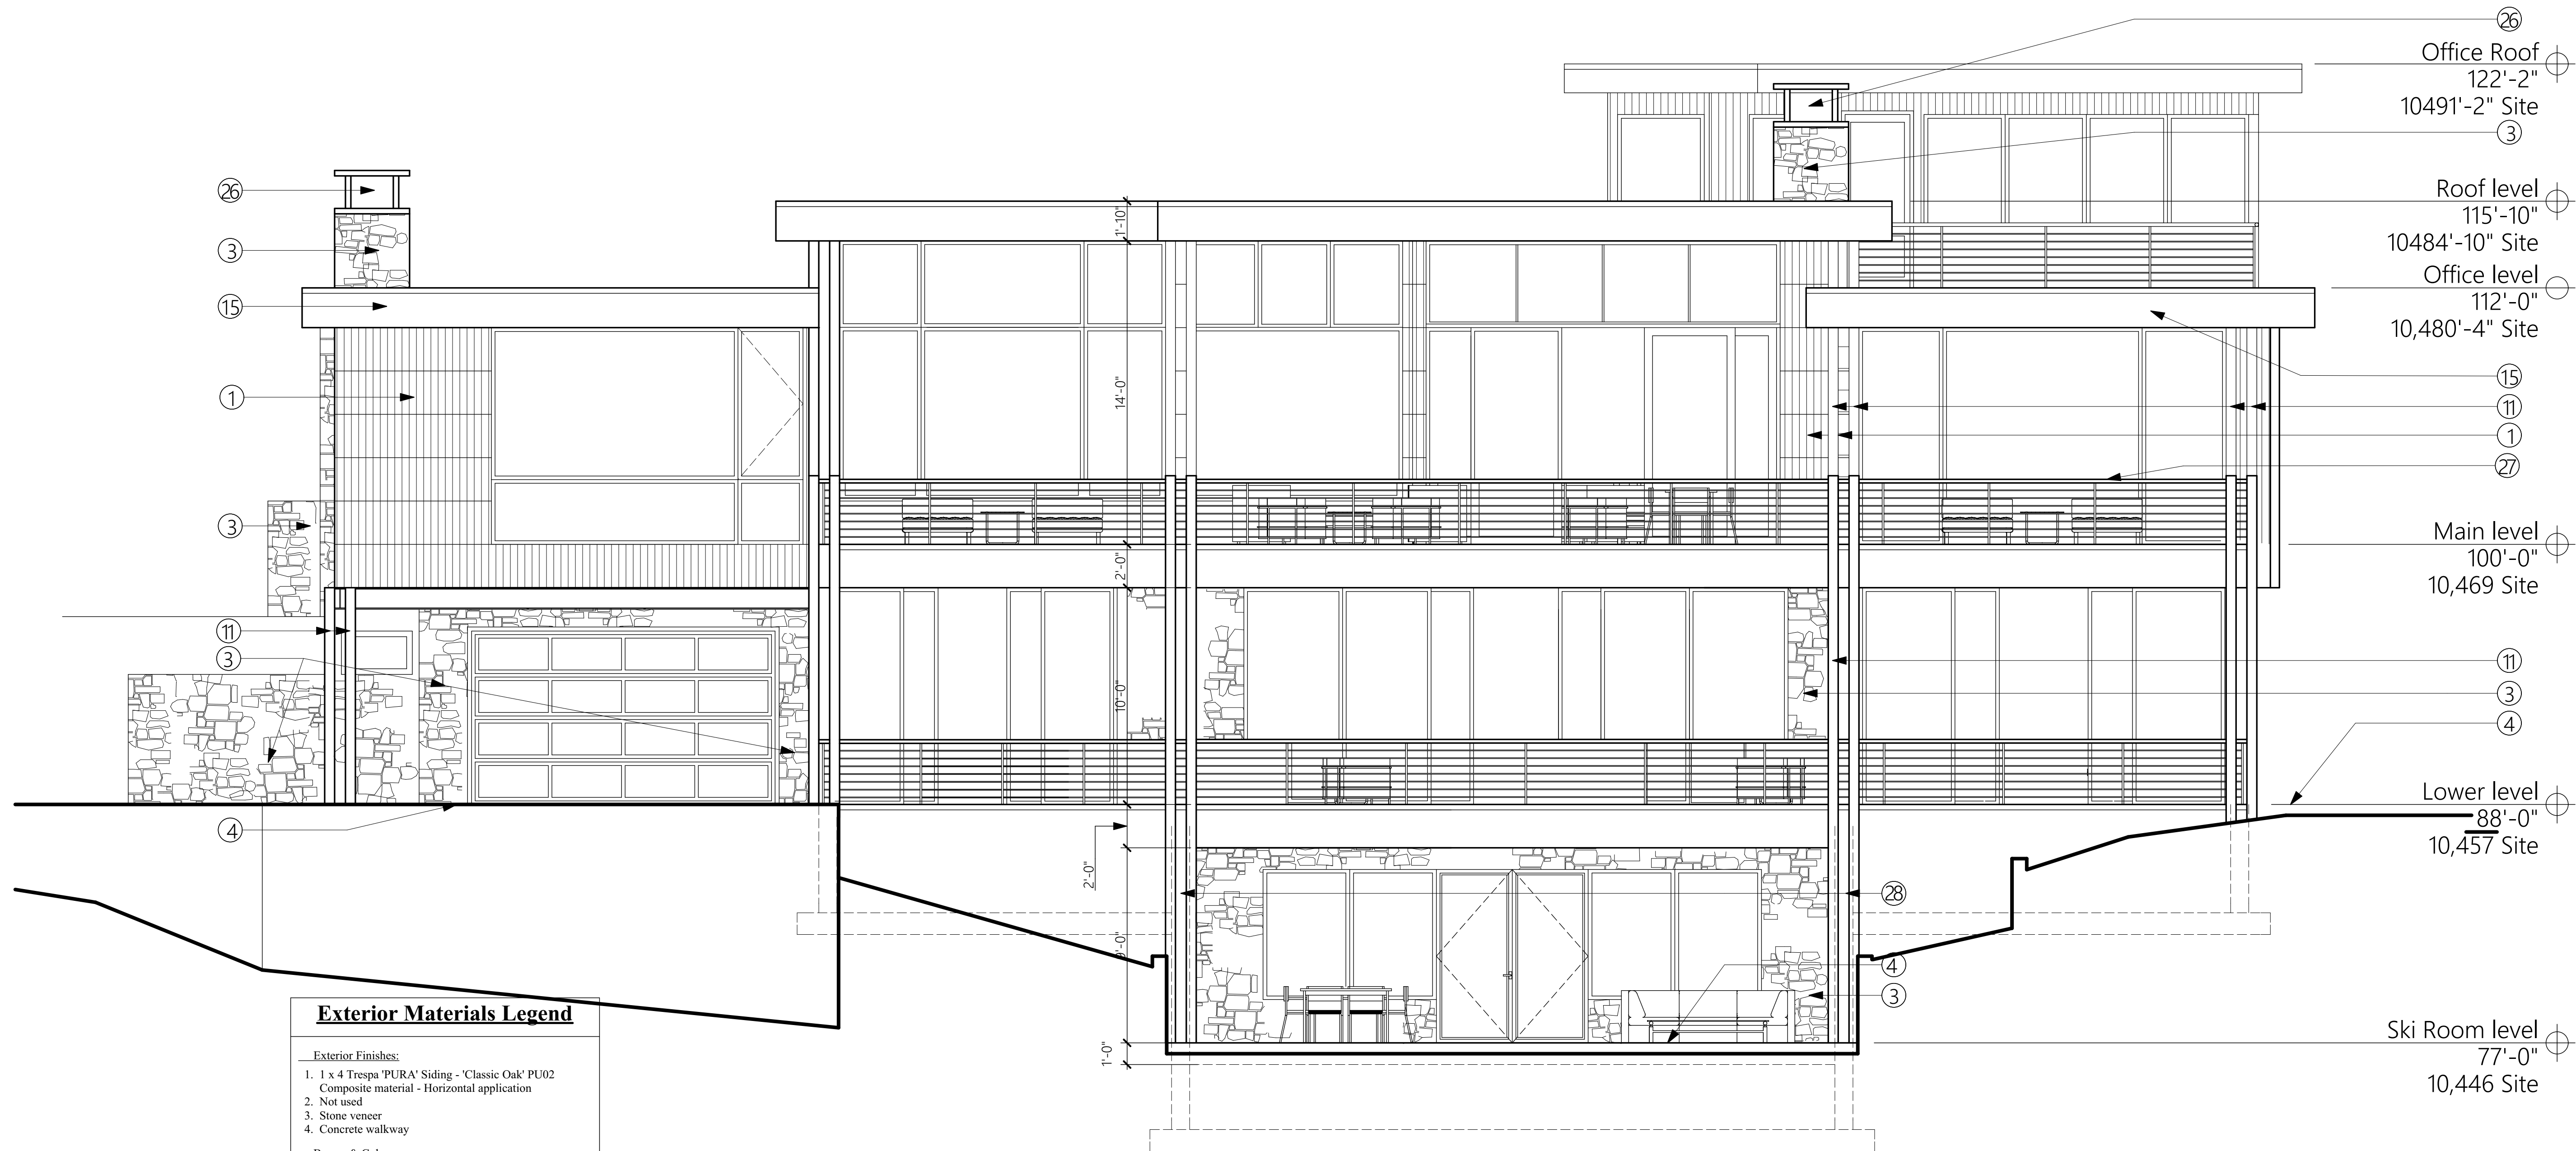 26
Office Roof
122'-2"
10491'-2" Site
3
26
Roof level
115'-10"
10484'-10" Site
1'-10"
3
Office level
112'-0"
10,480'-4" Site
15
15
14'-0"
1
11
1
27
3
Main level
100'-0"
10,469 Site
2'-0"
11
3
11
3
10'-0"
4
Lower level
88'-0"
10,457 Site
4
2'-0"
28
9'-0"
4
3
Ski Room level
77'-0"
10,446 Site
1'-0"
Exterior Materials Legend
Exterior Finishes:
1. 1 x 4 Trespa 'PURA' Siding - 'Classic Oak' PU02
Composite material - Horizontal application
2. Not used
3. Stone veneer
4. Concrete walkway